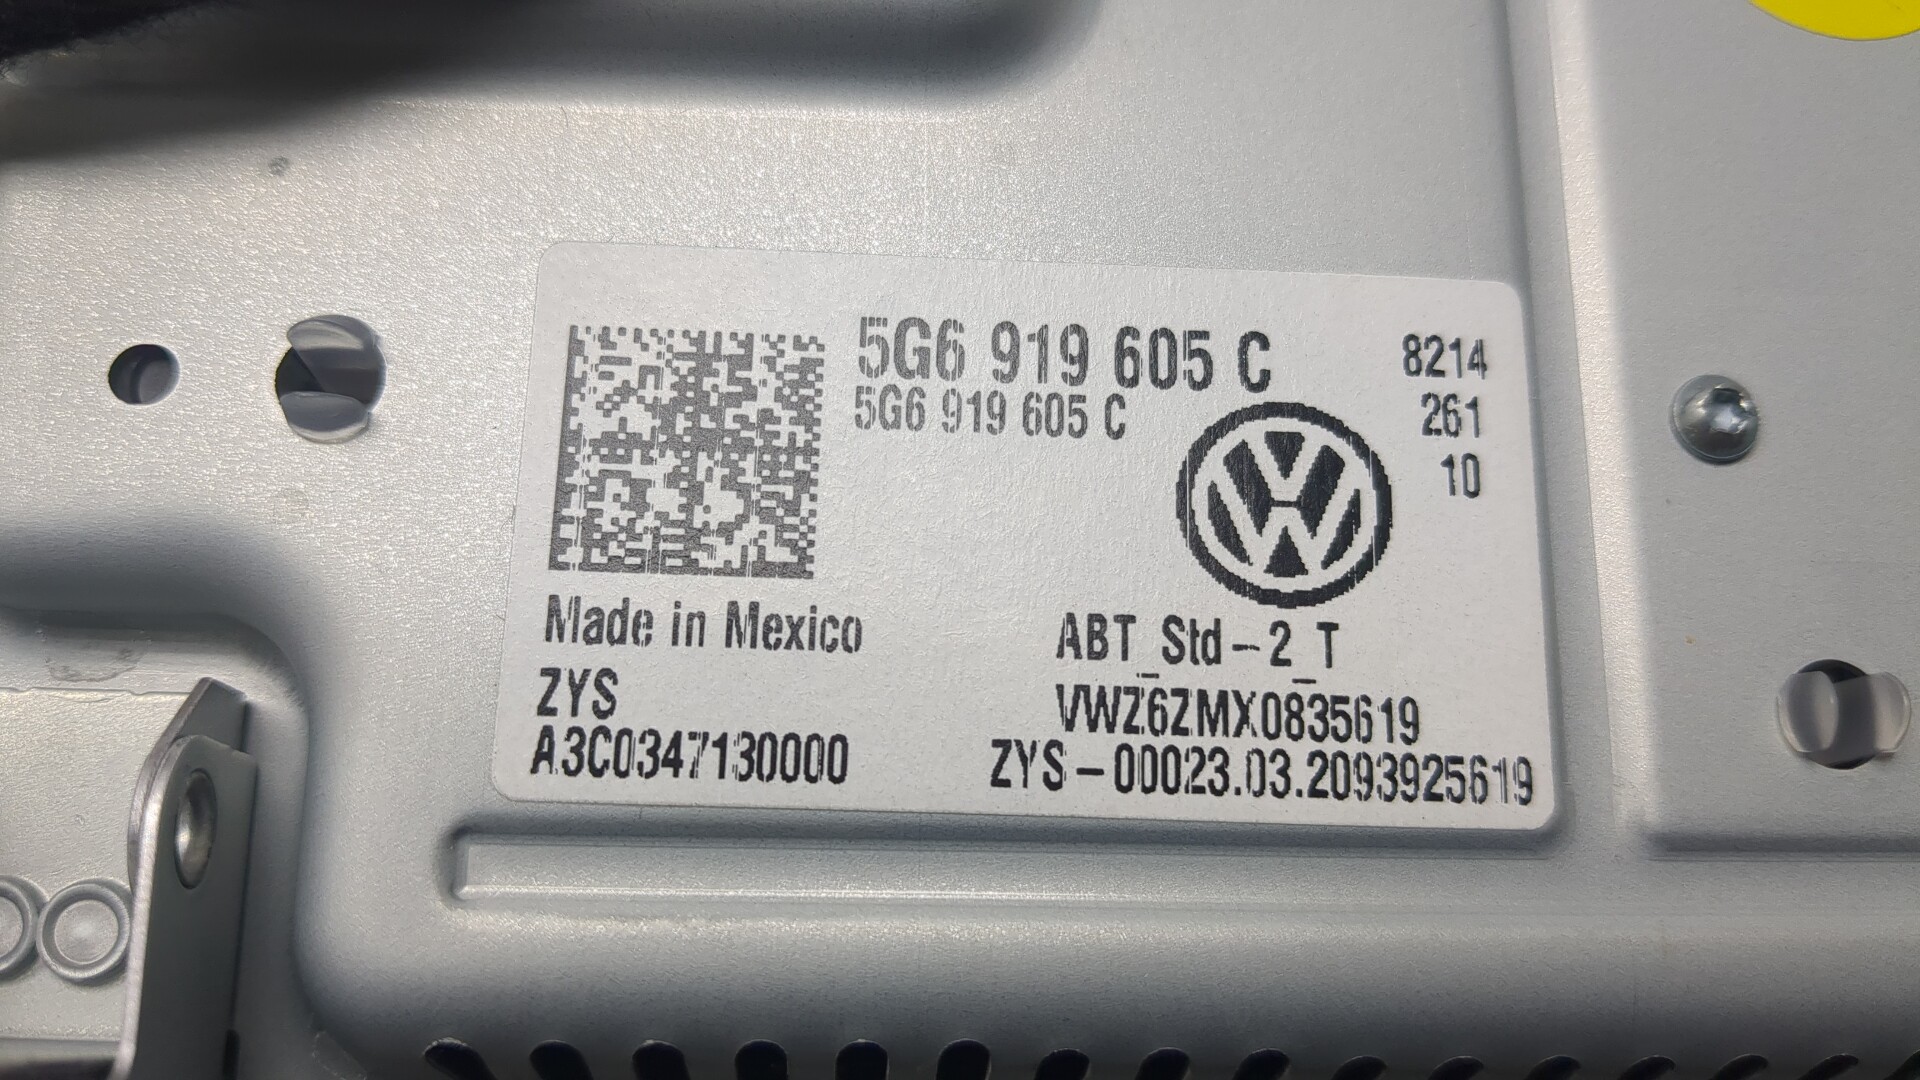 5G6 919 605 C
5G6 919 605 C
8214
261
10
Made in Mexico
ZYS
A3C0347130000
ABT_Std-2_T
VWZ6ZMX0835619
ZYS-00023.03.2093925619